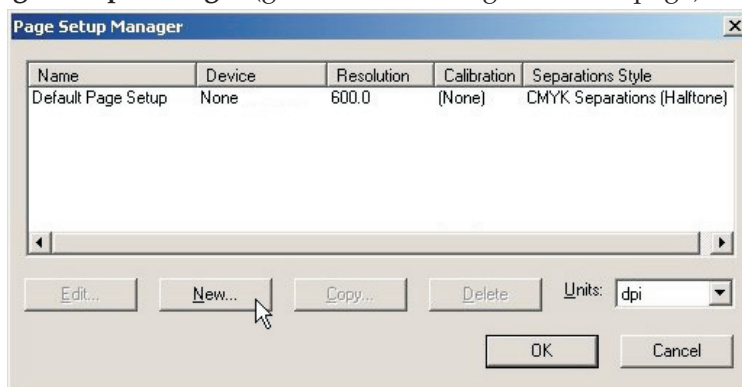 Page Setup Manager
Name Device Resolution Calibration Separations Style
Default Page Setup None 600.0 (None) CMYK Separations (Halftone)
Edit... New... Copy... Delete Units: dpi
OK Cancel